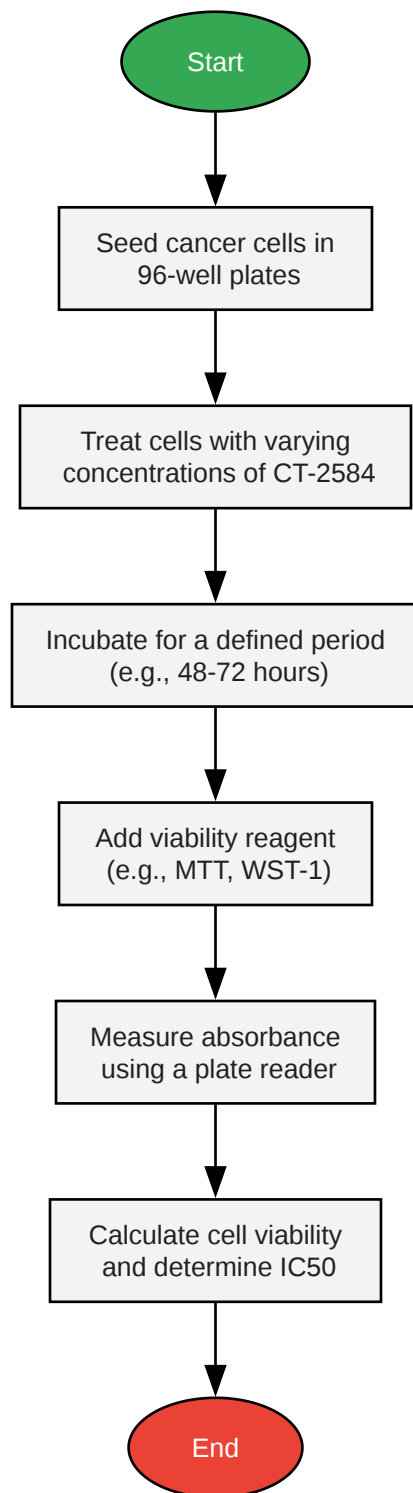 Start
Seed cancer cells in
96-well plates
Treat cells with varying
concentrations of CT-2584
Incubate for a defined period
(e.g., 48-72 hours)
Add viability reagent
(e.g., MTT, WST-1)
Measure absorbance
using a plate reader
Calculate cell viability
and determine IC50
End